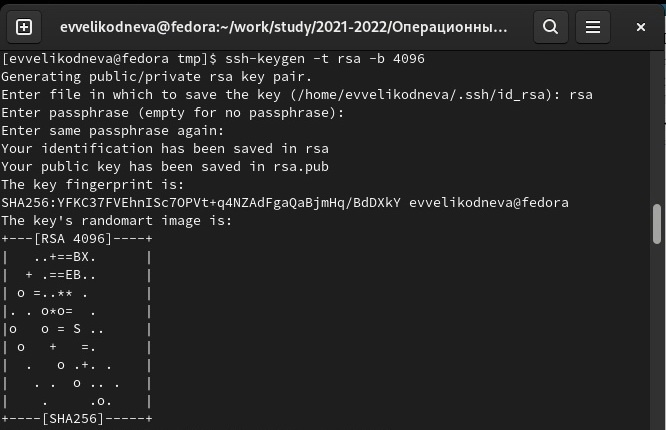 evvelikodneva@fedora:~/work/study/2021-2022/Операционны...
[evvelikodneva@fedora tmp]$ ssh-keygen -t rsa -b 4096
Generating public/private rsa key pair.
Enter file in which to save the key (/home/evvelikodneva/.ssh/id_rsa): rsa
Enter passphrase (empty for no passphrase):
Enter same passphrase again:
Your identification has been saved in rsa
Your public key has been saved in rsa.pub
The key fingerprint is:
SHA256:YFKC37FVEhnISc7OPVt+q4NZAdFgaQaBjmHq/BdDXkY evvelikodneva@fedora
The key's randomart image is:
+---[RSA 4096]----+
|   ..+==BX.      |
|  + .==EB..      |
| o =..** .       |
|. . o*o=  .      |
|o   o = S ..     |
| o   +   =.      |
|  .   o .+. .    |
|   . .  o .. .   |
|    .     .o.    |
+----[SHA256]-----+